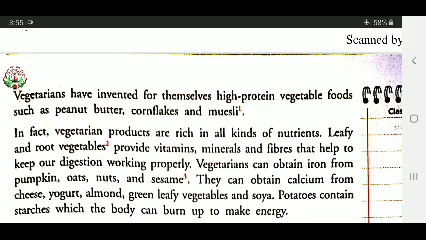 3:55
58%
Scanned by
Vegetarians have invented for themselves high-protein vegetable foods
such as peanut butter, cornflakes and muesli¹.
Clas
In fact, vegetarian products are rich in all kinds of nutrients. Leafy
and root vegetables² provide vitamins, minerals and fibres that help to
keep our digestion working properly. Vegetarians can obtain iron from
pumpkin, oats, nuts, and sesame³. They can obtain calcium from
cheese, yogurt, almond, green leafy vegetables and soya. Potatoes contain
starches which the body can burn up to make energy.